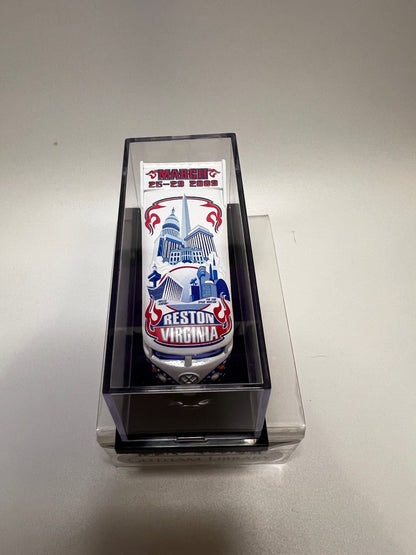 MARCH
25-29 2009
RESTON
VIRGINIA